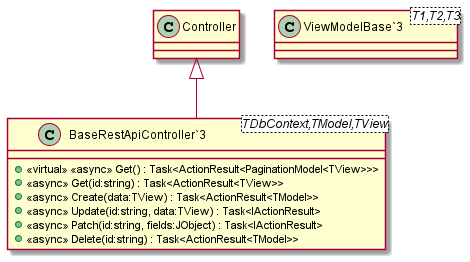 C Controller
C ViewModelBase`3
T1,T2,T3
C BaseRestApiController`3
TDbContext,TModel,TView
«virtual» «async» Get() : Task<ActionResult<PaginationModel<TView>>>
«async» Get(id:string) : Task<ActionResult<TView>>
«async» Create(data:TView) : Task<ActionResult<TModel>>
«async» Update(id:string, data:TView) : Task<IActionResult>
«async» Patch(id:string, fields:JObject) : Task<IActionResult>
«async» Delete(id:string) : Task<ActionResult<TModel>>